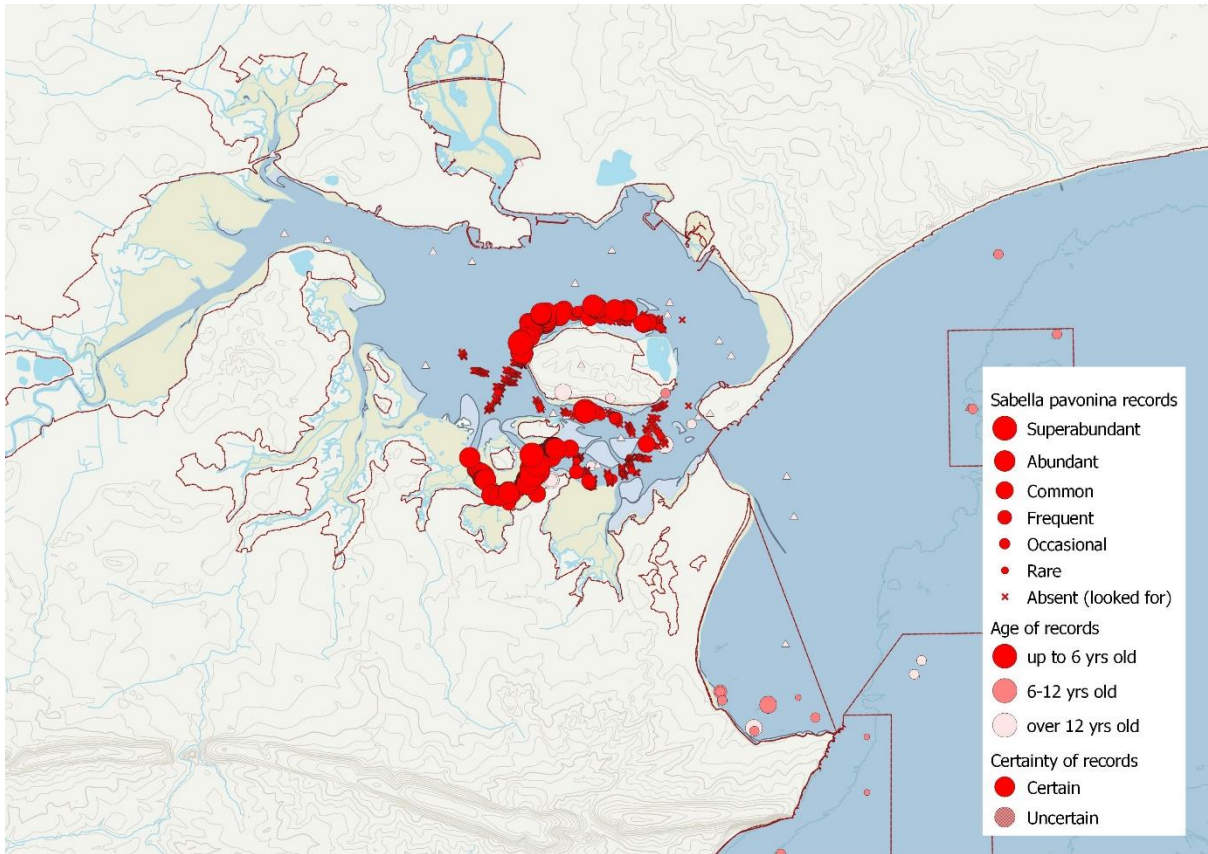 Sabella pavonina records
Superabundant
Abundant
Common
Frequent
Occasional
Rare
Absent (looked for)
Age of records
up to 6 yrs old
6-12 yrs old
over 12 yrs old
Certainty of records
Certain
Uncertain